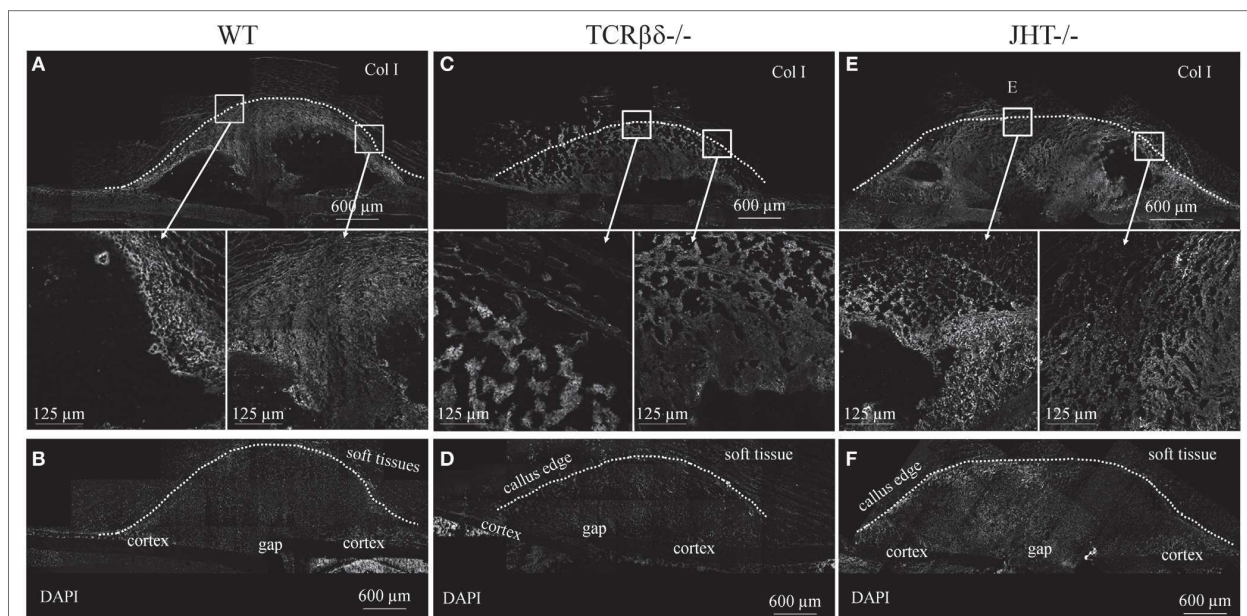 WT
TCRβδ-/-
JHT-/-
A
Col I
600 µm
125 µm
125 µm
C
Col I
600 µm
125 µm
125 µm
E
Col I
E
600 µm
125 µm
125 µm
B
soft tissues
cortex
gap
cortex
DAPI
600 µm
D
callus edge
soft tissue
cortex
gap
cortex
DAPI
600 µm
F
callus edge
soft tissue
cortex
gap
cortex
DAPI
600 µm